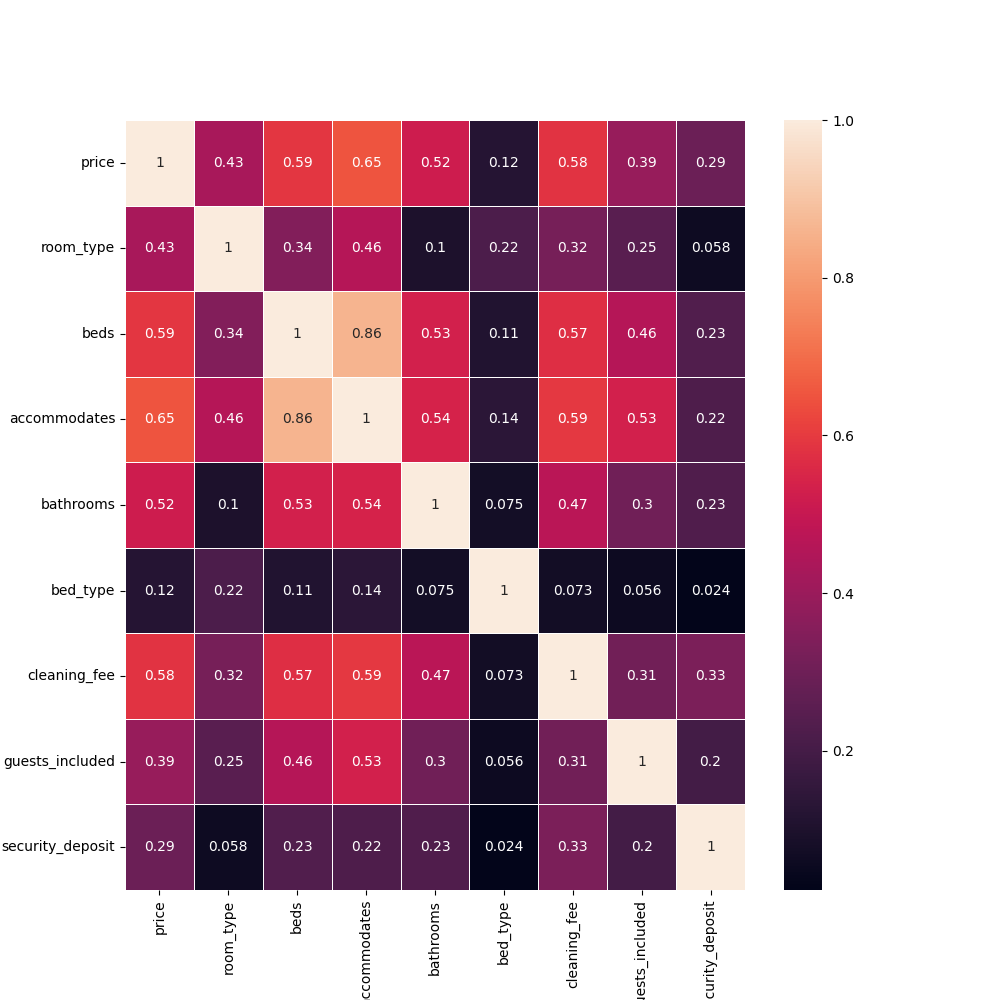 price 1 0.43 0.59 0.65 0.52 0.12 0.58 0.39 0.29
room_type 0.43 1 0.34 0.46 0.1 0.22 0.32 0.25 0.058
beds 0.59 0.34 1 0.86 0.53 0.11 0.57 0.46 0.23
accommodates 0.65 0.46 0.86 1 0.54 0.14 0.59 0.53 0.22
bathrooms 0.52 0.1 0.53 0.54 1 0.075 0.47 0.3 0.23
bed_type 0.12 0.22 0.11 0.14 0.075 1 0.073 0.056 0.024
cleaning_fee 0.58 0.32 0.57 0.59 0.47 0.073 1 0.31 0.33
guests_included 0.39 0.25 0.46 0.53 0.3 0.056 0.31 1 0.2
security_deposit 0.29 0.058 0.23 0.22 0.23 0.024 0.33 0.2 1
price
room_type
beds
ccommodates
bathrooms
bed_type
cleaning_fee
uests_included
curity_deposit
1.0
0.8
0.6
0.4
0.2